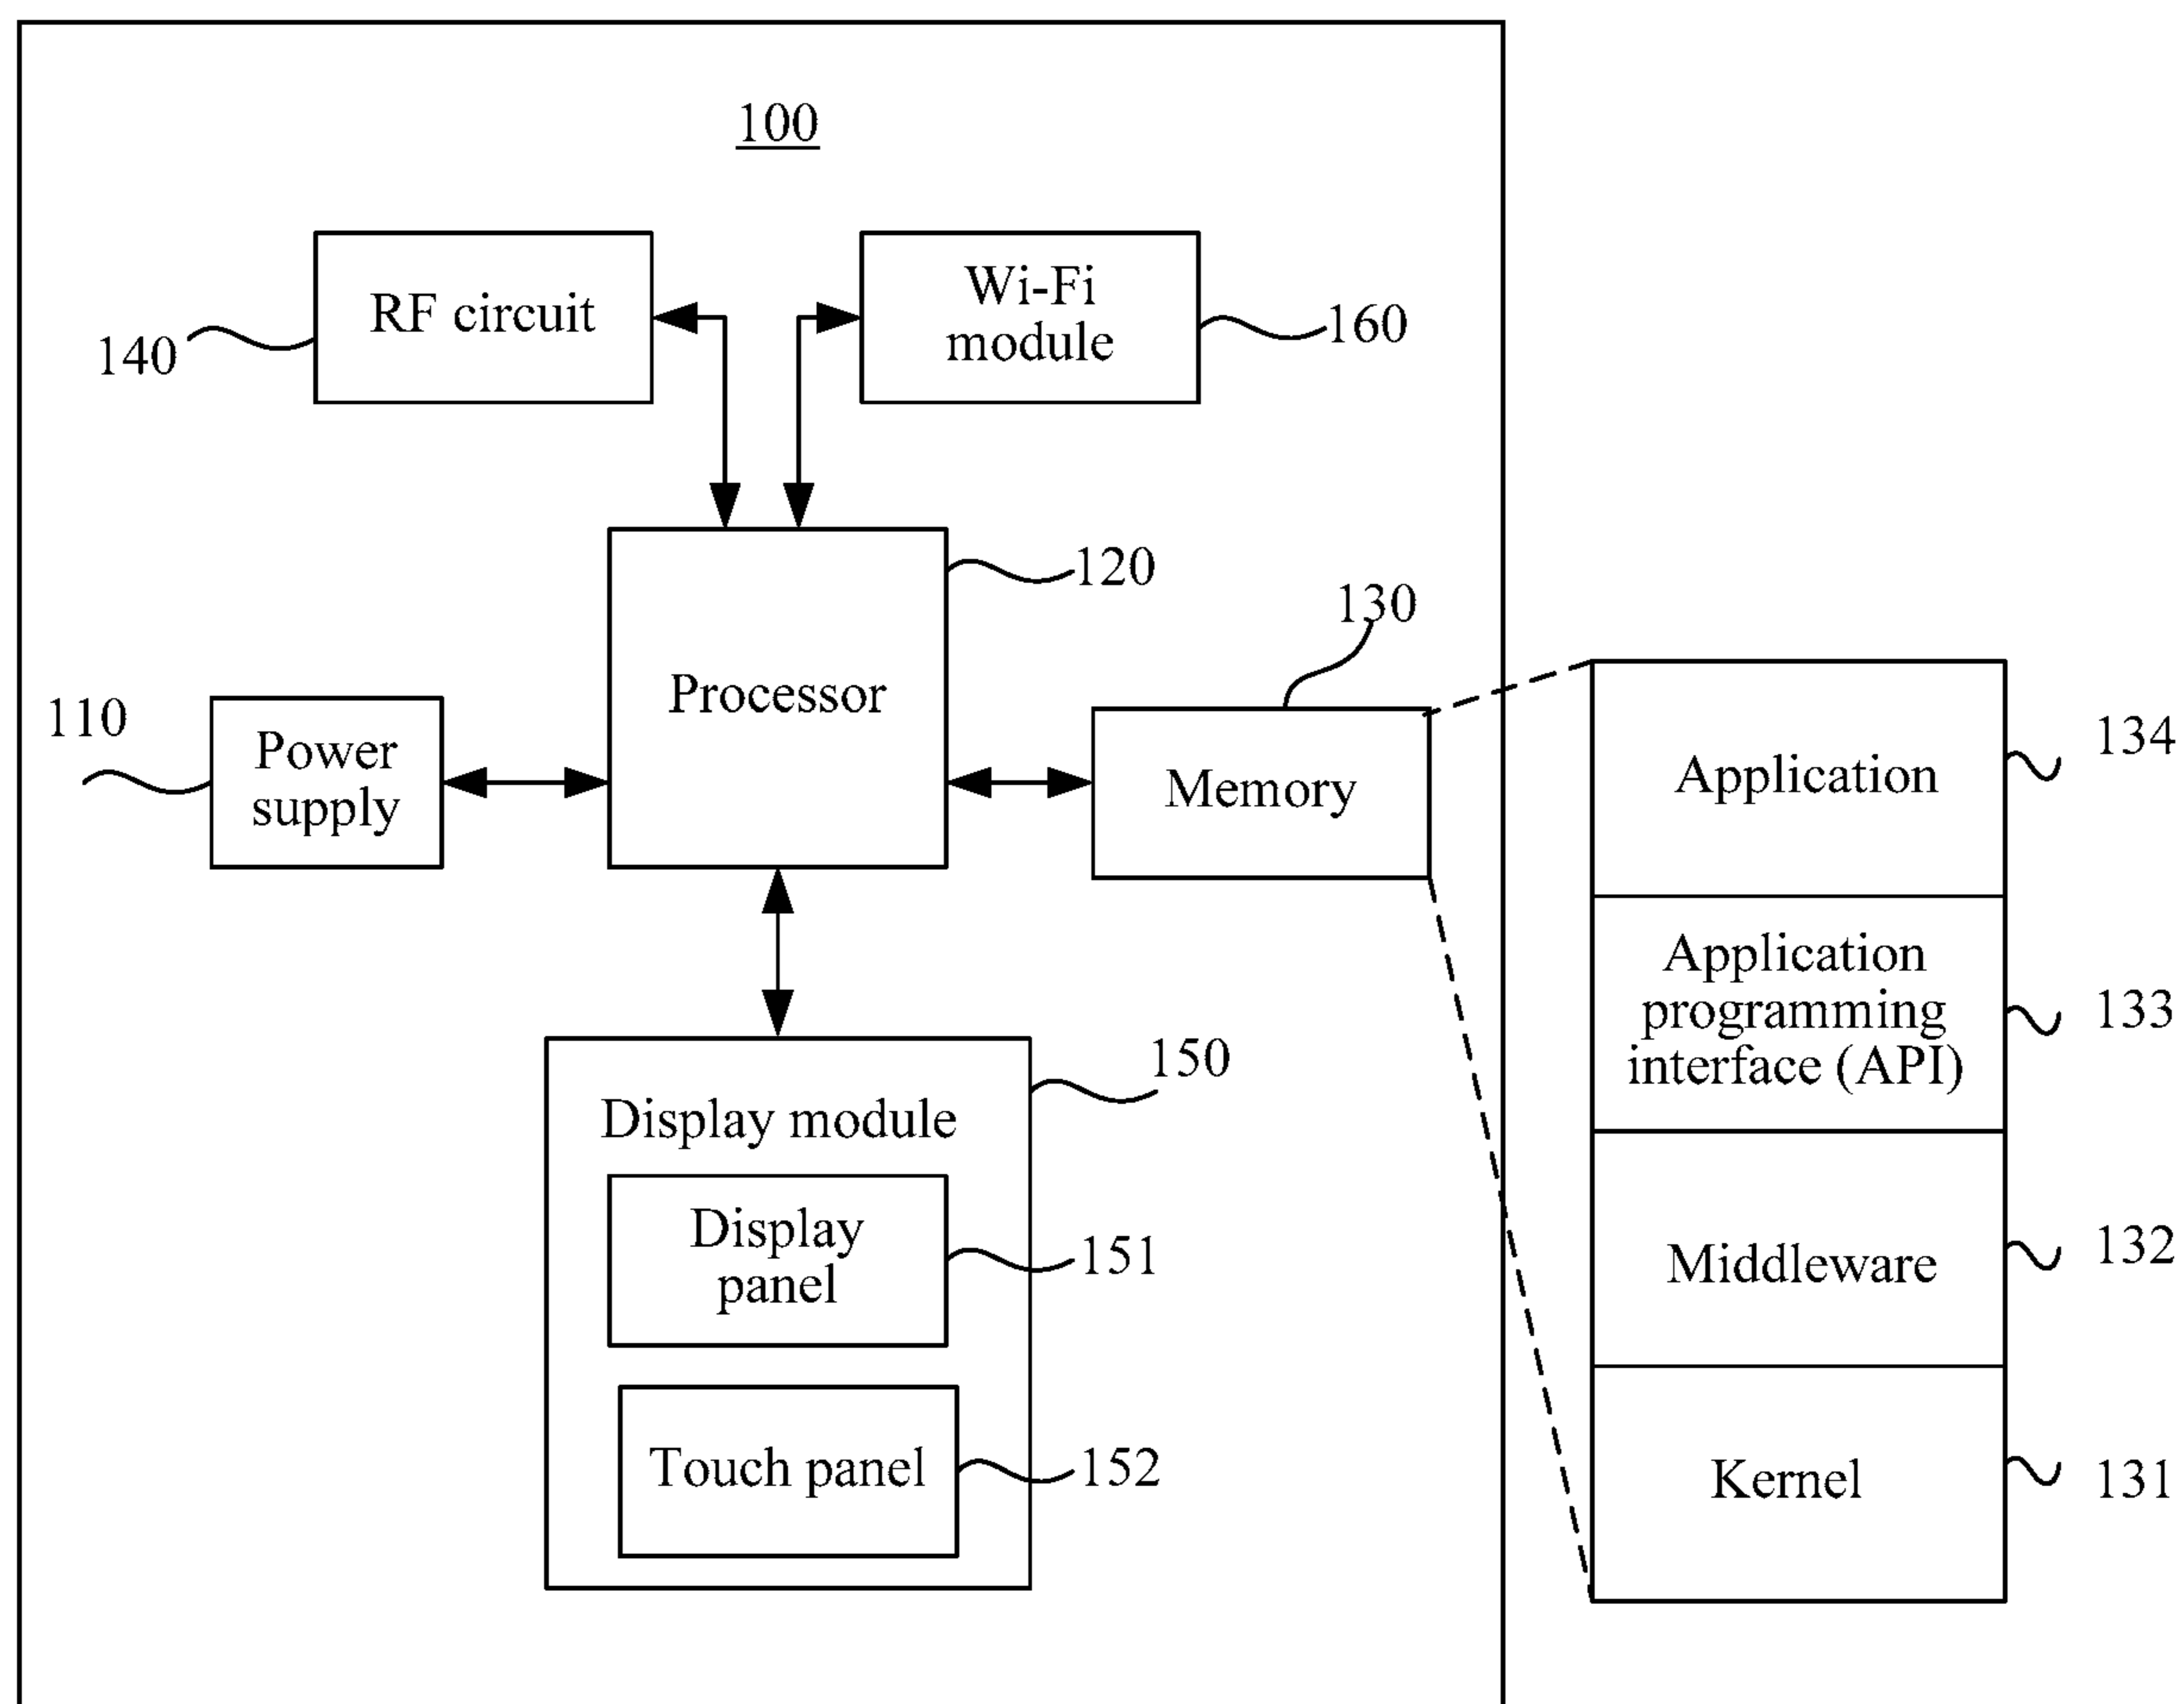 100
RF circuit
Wi-Fi
module
140
160
120
130
Processor
110
Power
supply
Memory
134
Application
Application
programming
interface (API)
133
150
Display module
Display
panel
151
132
Middleware
Touch panel
152
Kernel
131